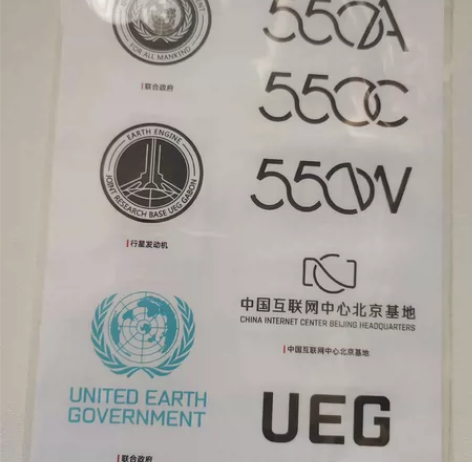 FOR ALL MANKIND
联合政府
EARTH ENGINE
JOINT RESEARCH BASE UEG GABON
行星发动机
UNITED EARTH
GOVERNMENT
联合政府
550A
550C
550W
中国互联网中心北京基地
CHINA INTERNET CENTER BEIJING HEADQUARTERS
中国互联网中心北京基地
UEG